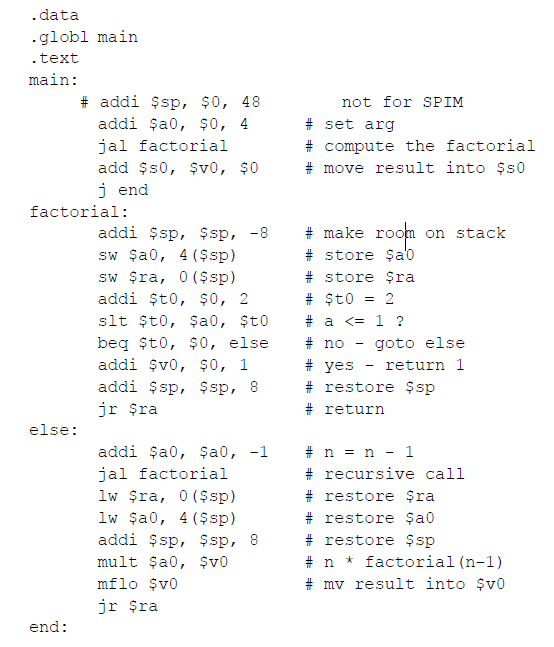 .data
.globl main
.text
main:
# addi $sp, $0, 48 not for SPIM
addi $a0, $0, 4 # set arg
jal factorial # compute the factorial
add $s0, $v0, $0 # move result into $s0
j end
factorial:
addi $sp, $sp, -8 # make room on stack
sw $a0, 4($sp) # store $a0
sw $ra, 0($sp) # store $ra
addi $t0, $0, 2 # $t0 = 2
slt $t0, $a0, $t0 # a <= 1 ?
beq $t0, $0, else # no - goto else
addi $v0, $0, 1 # yes - return 1
addi $sp, $sp, 8 # restore $sp
jr $ra # return
else:
addi $a0, $a0, -1 # n = n - 1
jal factorial # recursive call
lw $ra, 0($sp) # restore $ra
lw $a0, 4($sp) # restore $a0
addi $sp, $sp, 8 # restore $sp
mult $a0, $v0 # n * factorial(n-1)
mflo $v0 # mv result into $v0
jr $ra
end: